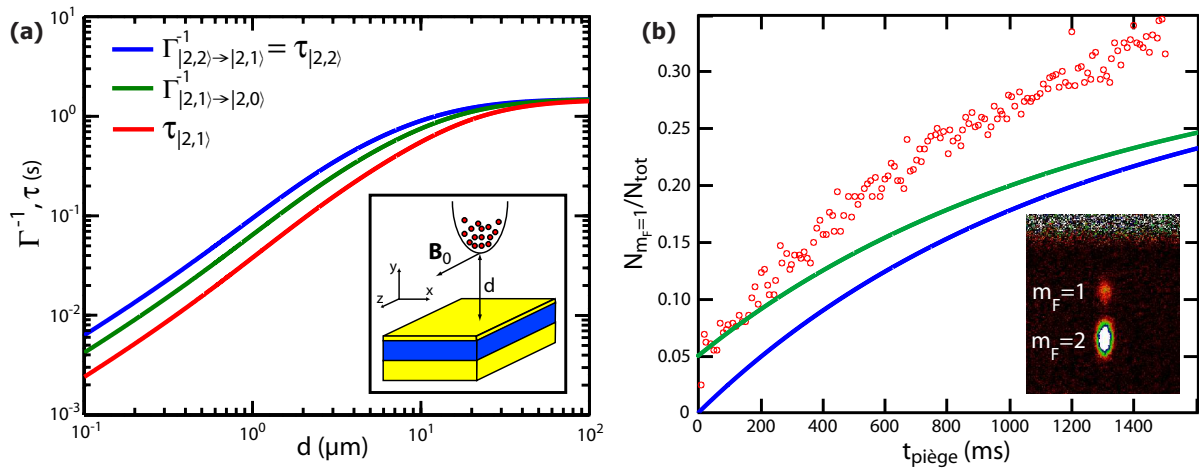 (a)
Γ⁻¹|2,2⟩→|2,1⟩ = τ|2,2⟩
Γ⁻¹|2,1⟩→|2,0⟩
τ|2,1⟩
Γ⁻¹, τ (s)
10¹
10⁰
10⁻¹
10⁻²
10⁻³
10⁻¹ 10⁰ 10¹ 10²
d (μm)
B₀
y
x
z
d
(b)
N_{m_F=1}/N_tot
0.30
0.25
0.20
0.15
0.10
0.05
0
0 200 400 600 800 1000 1200 1400
t_piège (ms)
m_F=1
m_F=2